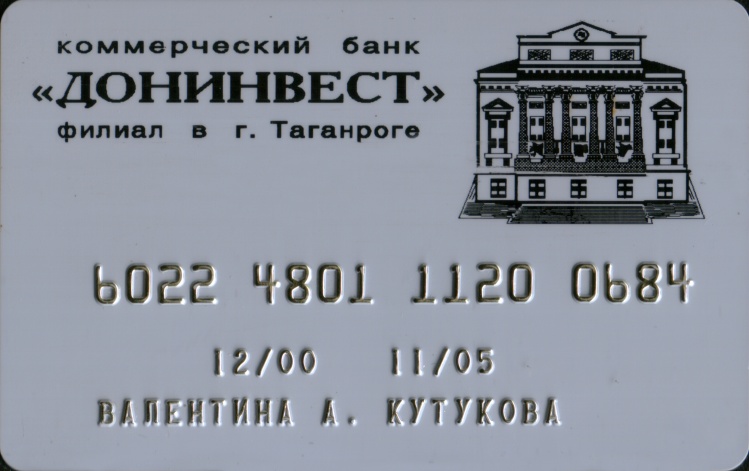 коммерческий банк
«ДОНИНВЕСТ»
филиал в г. Таганроге
6022 4801 1120 0684
12/00 11/05
ВАЛЕНТИНА А. КУТУКОВА